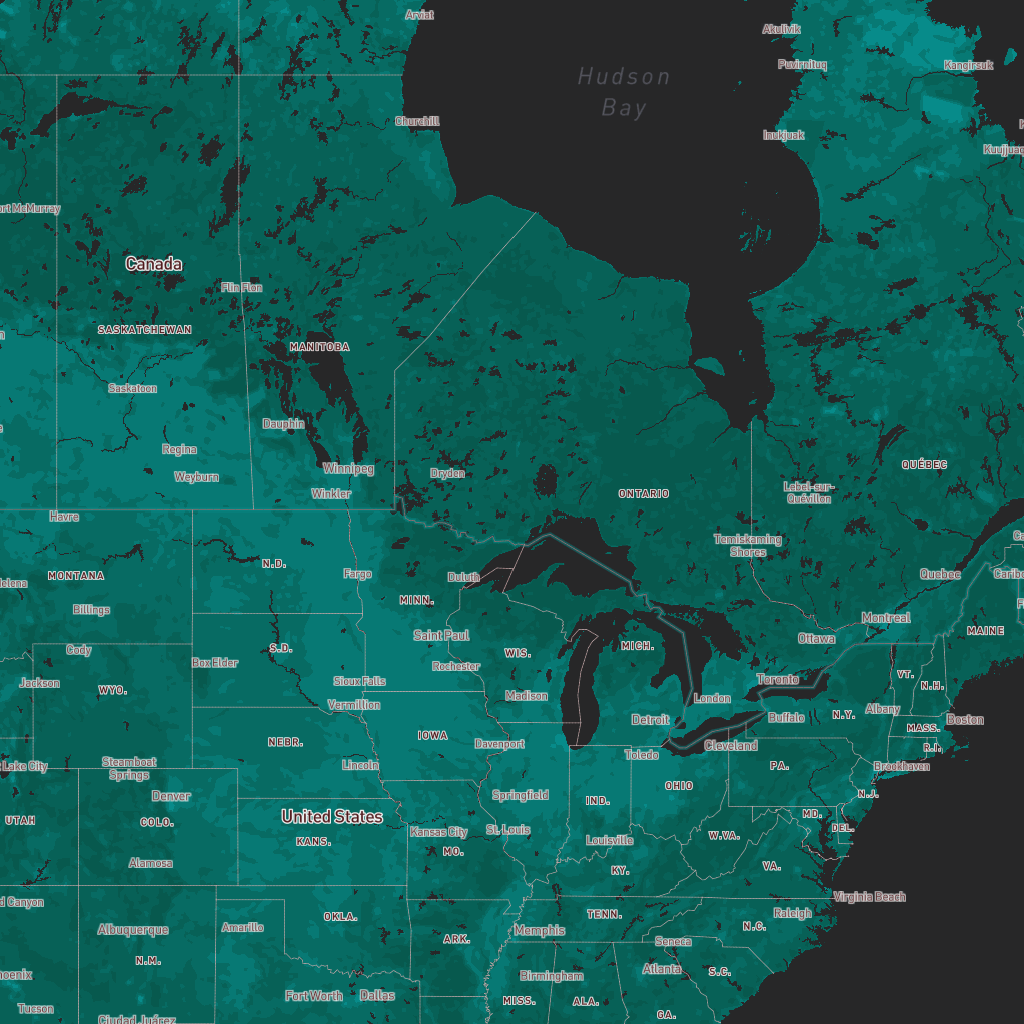 Arviat
Akulivik
Puvirnituq
Kangirsuk
Hudson
Bay
Churchill
Inukjuak
Kuujjuaq
ort McMurray
Canada
Flin Flon
SASKATCHEWAN
MANITOBA
Saskatoon
Dauphin
Regina
Winnipeg
Dryden
QUÉBEC
Weyburn
Winkler
ONTARIO
Lebel-sur-
Quévillon
Havre
Temiskaming
Shores
N.D.
Fargo
Duluth
Quebec
Caribo
elena
MONTANA
MINN.
Billings
Montreal
MAINE
Saint Paul
Ottawa
Cody
S.D.
WIS.
MICH.
Box Elder
Rochester
VT.
Jackson
WYO.
Sioux Falls
Toronto
N.H.
Madison
London
Vermillion
Albany
Detroit
Buffalo
N.Y.
Boston
MASS.
NEBR.
IOWA
Davenport
Cleveland
R.I.
Toledo
Lake City
Steamboat
Springs
Lincoln
PA.
Brookhaven
OHIO
Denver
Springfield
IND.
N.J.
UTAH
COLO.
United States
MD.
DEL.
Kansas City
St. Louis
W.VA.
KANS.
Louisville
MO.
Alamosa
KY.
VA.
d Canyon
Virginia Beach
OKLA.
TENN.
Raleigh
Albuquerque
Amarillo
Memphis
N.C.
ARK.
Seneca
N.M.
hoenix
Birmingham
Atlanta
S.C.
Fort Worth
Dallas
MISS.
ALA.
Tucson
GA.
Ciudad Juárez